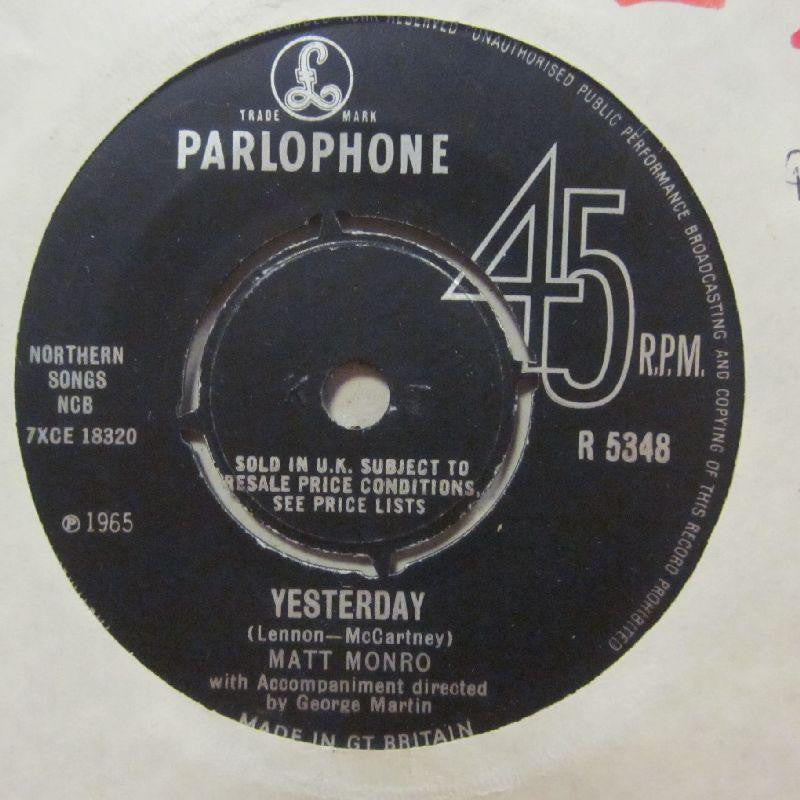 RESERVED UNAUTHORISED PUBLIC PERFORMANCE BROADCASTING AND COPYING OF THIS RECORD PROHIBITED
£
TRADE MARK
PARLOPHONE
45
R.P.M.
NORTHERN
SONGS
NCB
7XCE 18320
R 5348
SOLD IN U.K. SUBJECT TO
RESALE PRICE CONDITIONS,
SEE PRICE LISTS
℗ 1965
YESTERDAY
(Lennon—McCartney)
MATT MONRO
with Accompaniment directed
by George Martin
MADE IN GT BRITAIN